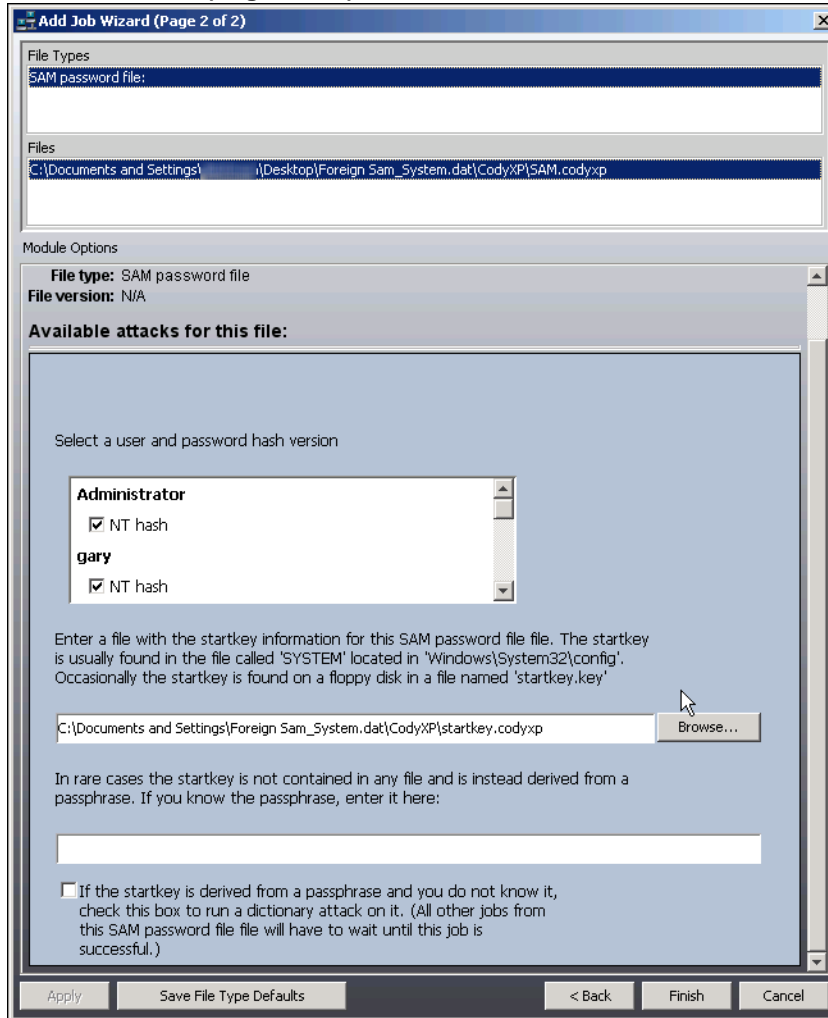 Add Job Wizard (Page 2 of 2)
File Types
SAM password file:
Files
C:\Documents and Settings\ \Desktop\Foreign Sam_System.dat\CodyXP\SAM.codyxp
Module Options
File type: SAM password file
File version: N/A
Available attacks for this file:
Select a user and password hash version
Administrator
NT hash
gary
NT hash
Enter a file with the startkey information for this SAM password file file. The startkey
is usually found in the file called 'SYSTEM' located in 'Windows\System32\config'.
Occasionally the startkey is found on a floppy disk in a file named 'startkey.key'
C:\Documents and Settings\Foreign Sam_System.dat\CodyXP\startkey.codyxp
Browse...
In rare cases the startkey is not contained in any file and is instead derived from a
passphrase. If you know the passphrase, enter it here:
If the startkey is derived from a passphrase and you do not know it,
check this box to run a dictionary attack on it. (All other jobs from
this SAM password file file will have to wait until this job is
successful.)
Apply
Save File Type Defaults
< Back
Finish
Cancel